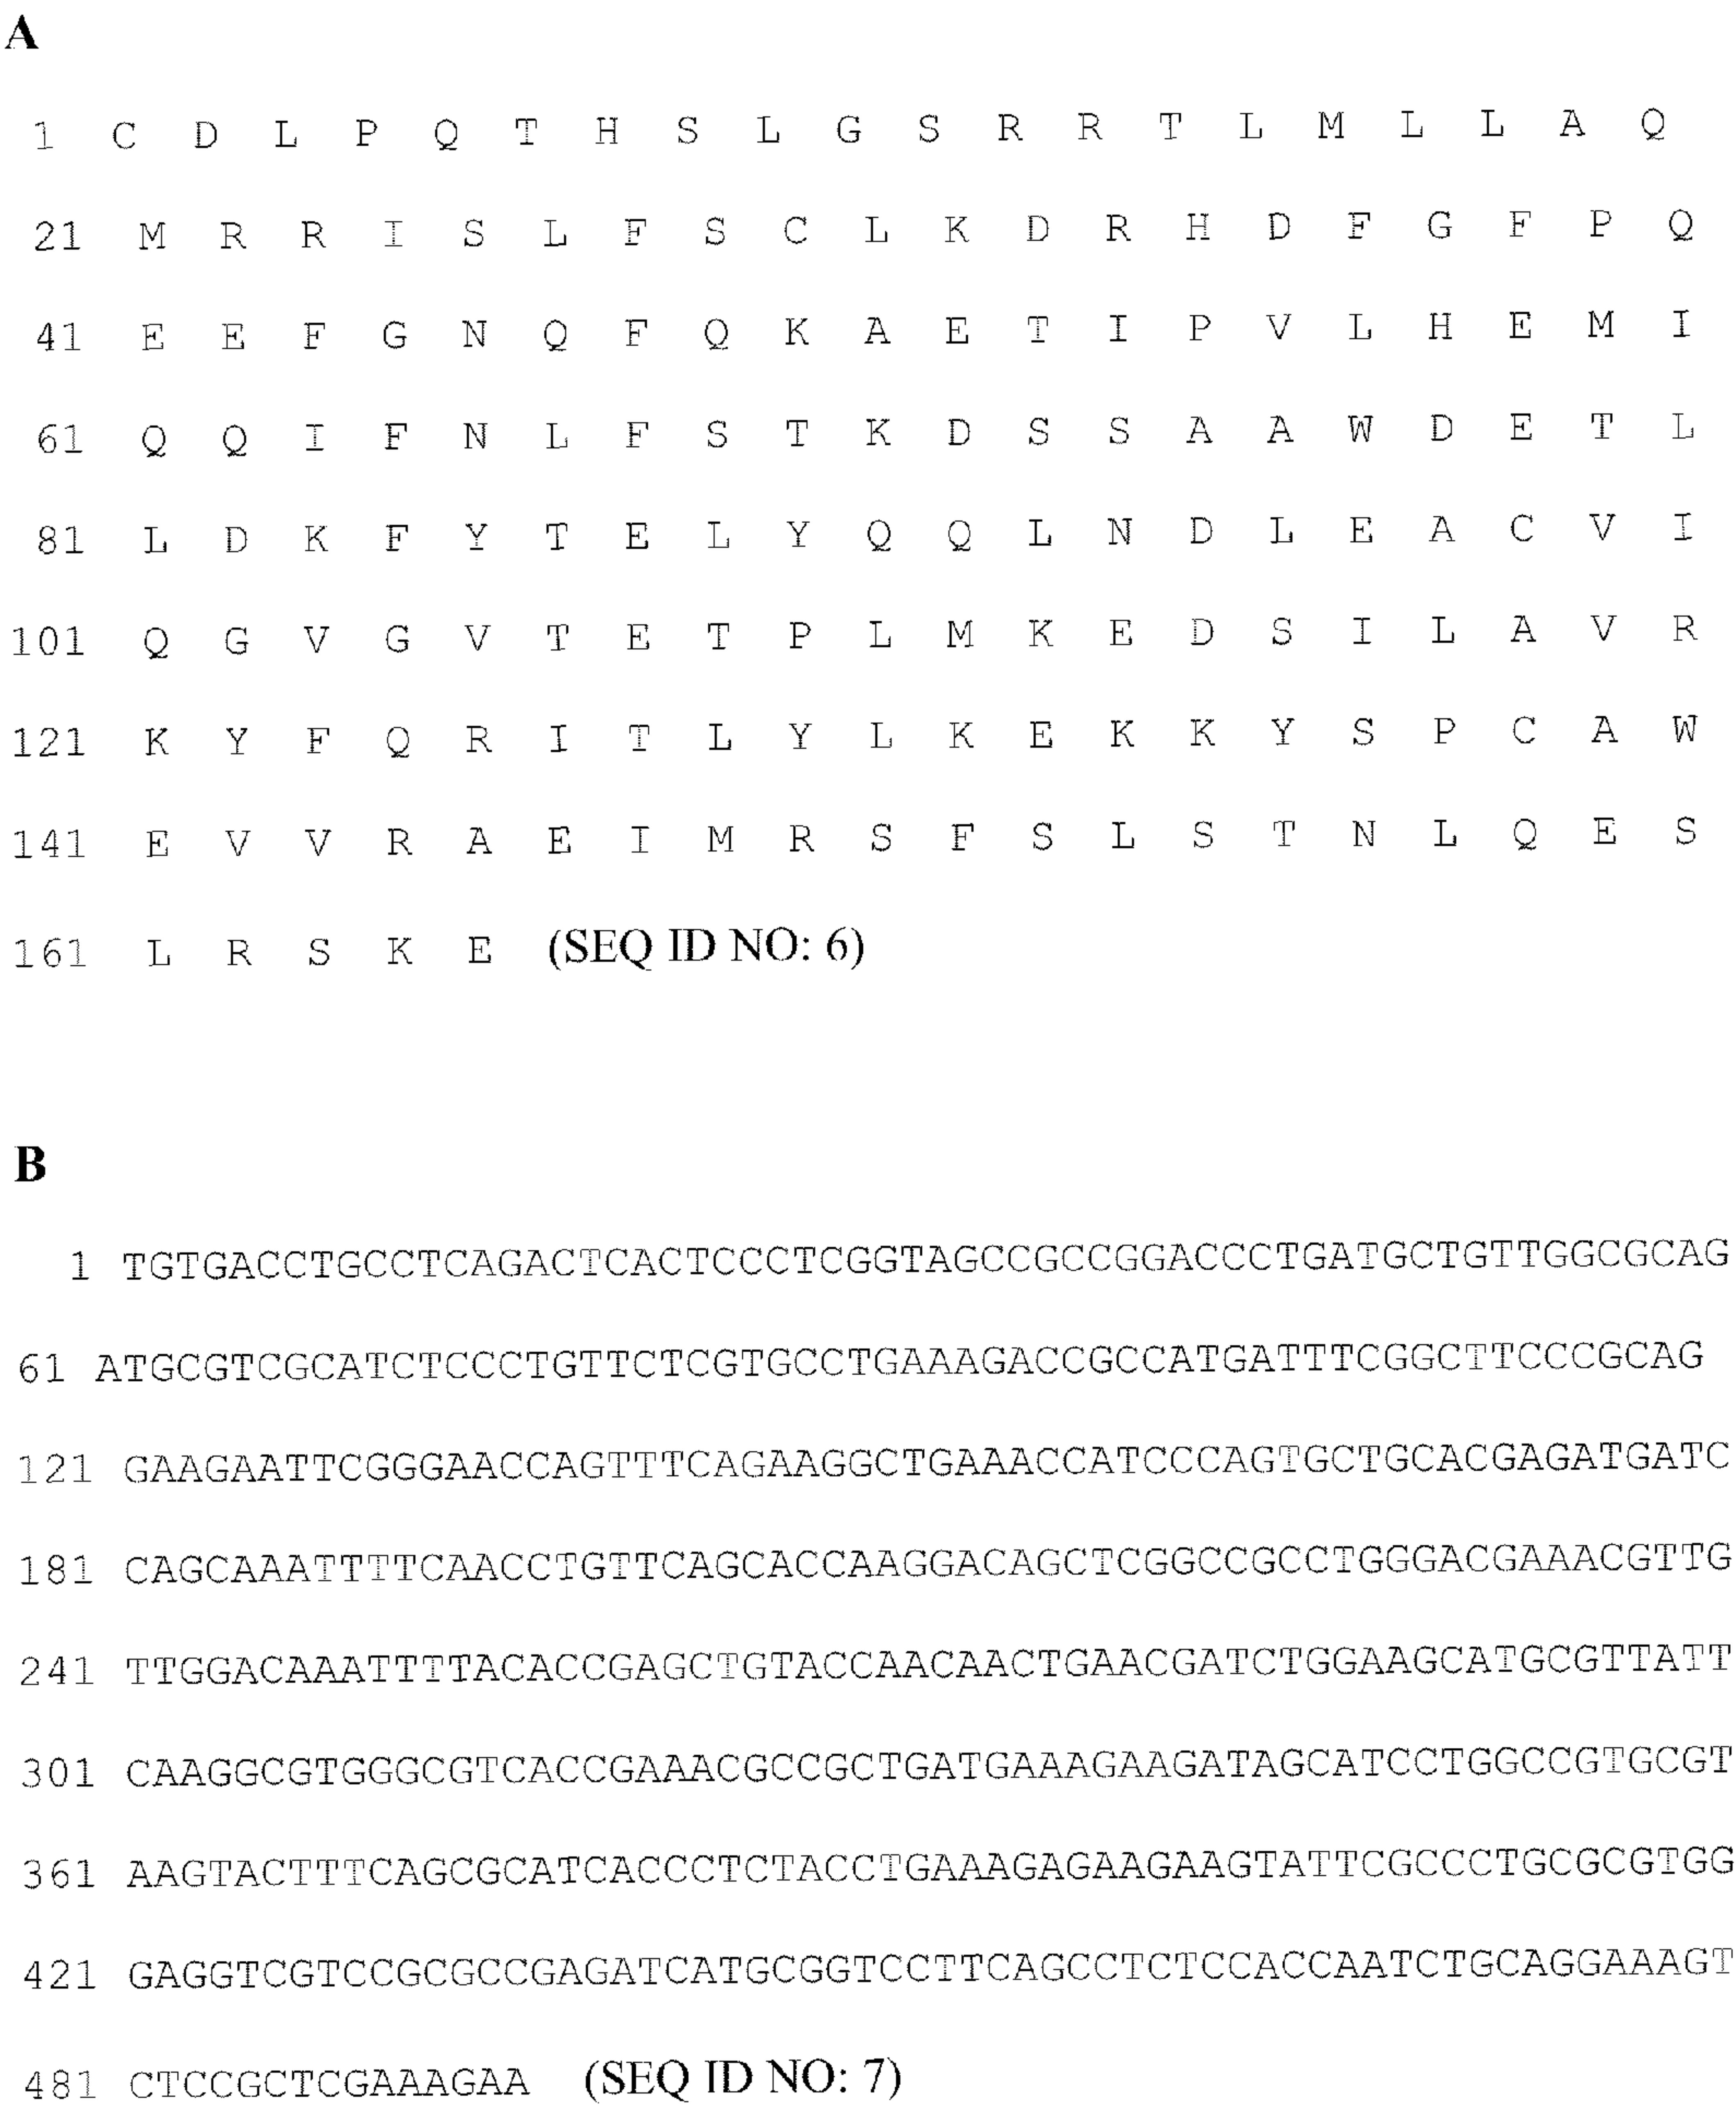 A
1 C D L P Q T H S L G S R R T L M L L A Q
21 M R R I S L F S C L K D R H D F G F P Q
41 E E F G N Q F Q K A E T I P V L H E M I
61 Q Q I F N L F S T K D S S A A W D E T L
81 L D K F Y T E L Y Q Q L N D L E A C V I
101 Q G V G V T E T P L M K E D S I L A V R
121 K Y F Q R I T L Y L K E K K Y S P C A W
141 E V V R A E I M R S F S L S T N L Q E S
161 L R S K E (SEQ ID NO: 6)
B
1 TGTGACCTGCCTCAGACTCACTCCCTCGGTAGCCGCCGGACCCTGATGCTGTTGGCGCAG
61 ATGCGTCGCATCTCCCTGTTCTCGTGCCTGAAAGACCGCCATGATTTCGGCTTCCCGCAG
121 GAAGAATTCGGGAACCAGTTTCAGAAGGCTGAAACCATCCCAGTGCTGCACGAGATGATC
181 CAGCAAATTTTCAACCTGTTCAGCACCAAGGACAGCTCGGCCGCCTGGGACGAAACGTTG
241 TTGGACAAATTTTACACCGAGCTGTACCAACAACTGAACGATCTGGAAGCATGCGTTATT
301 CAAGGCGTGGGCGTCACCGAAACGCCGCTGATGAAAGAAGATAGCATCCTGGCCGTGCGT
361 AAGTACTTTCAGCGCATCACCCTCTACCTGAAAGAGAAGAAGTATTCGCCCTGCGCGTGG
421 GAGGTCGTCCGCGCCGAGATCATGCGGTCCTTCAGCCTCTCCACCAATCTGCAGGAAAGT
481 CTCCGCTCGAAAGAA (SEQ ID NO: 7)